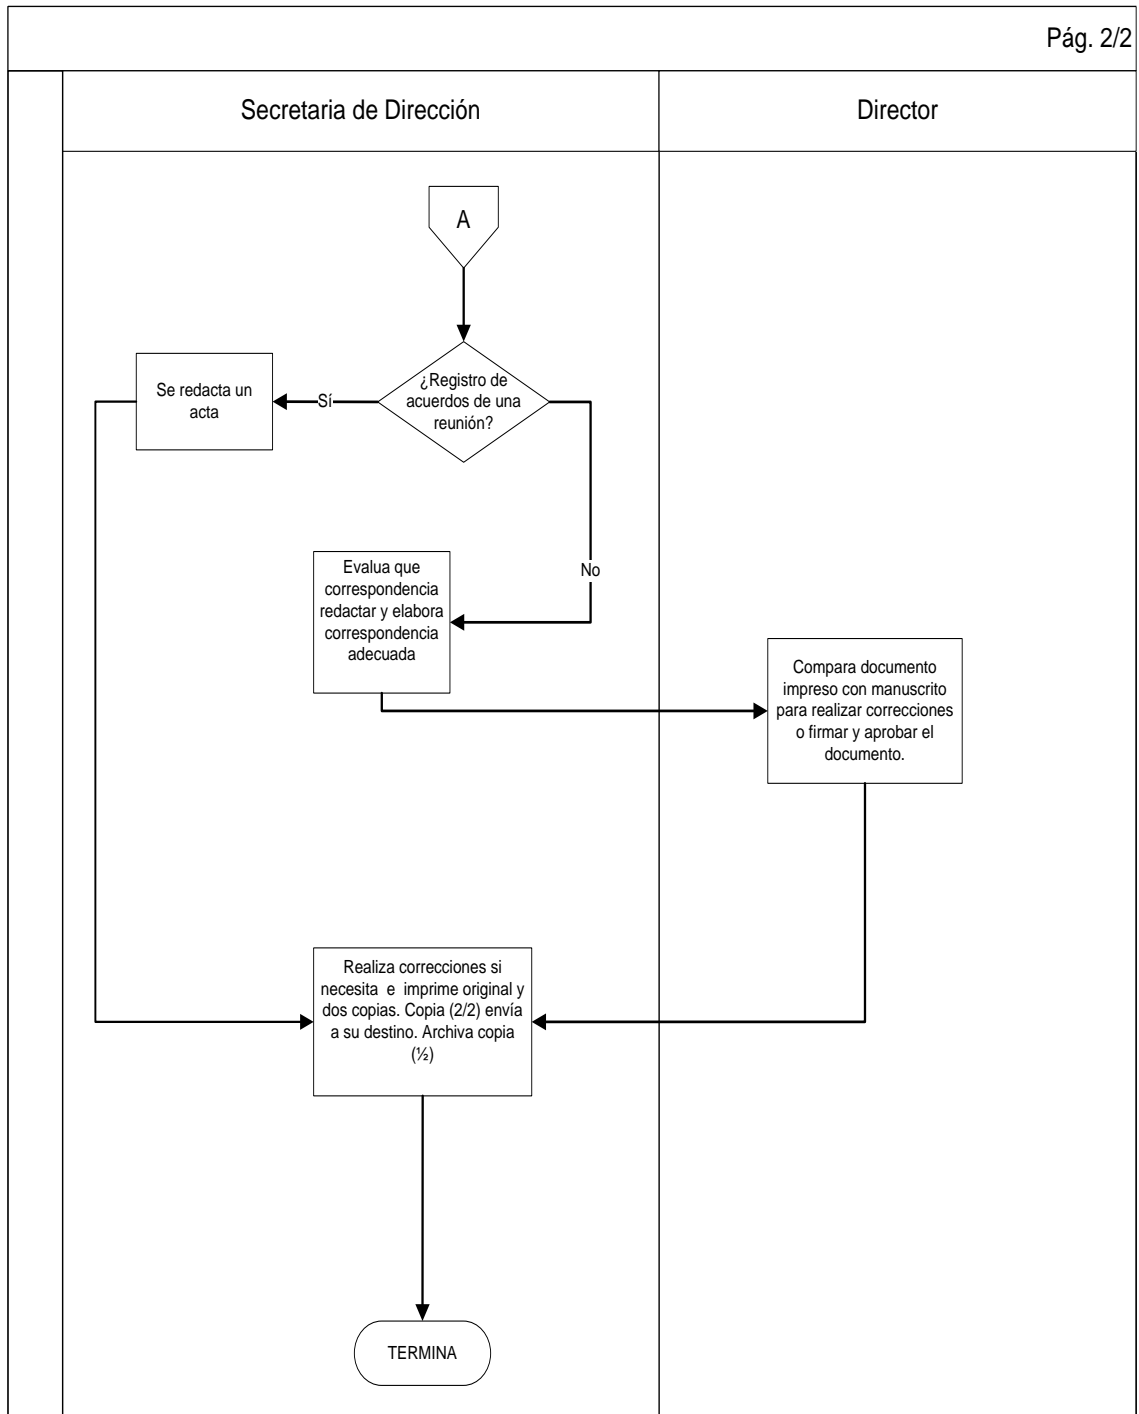 Pág. 2/2
Secretaria de Dirección
Director
A
¿Registro de
acuerdos de una
reunión?
Sí
Se redacta un
acta
No
Evalua que
correspondencia
redactar y elabora
correspondencia
adecuada
Compara documento
impreso con manuscrito
para realizar correcciones
o firmar y aprobar el
documento.
Realiza correcciones si
necesita e imprime original y
dos copias. Copia (2/2) envía
a su destino. Archiva copia
(½)
TERMINA